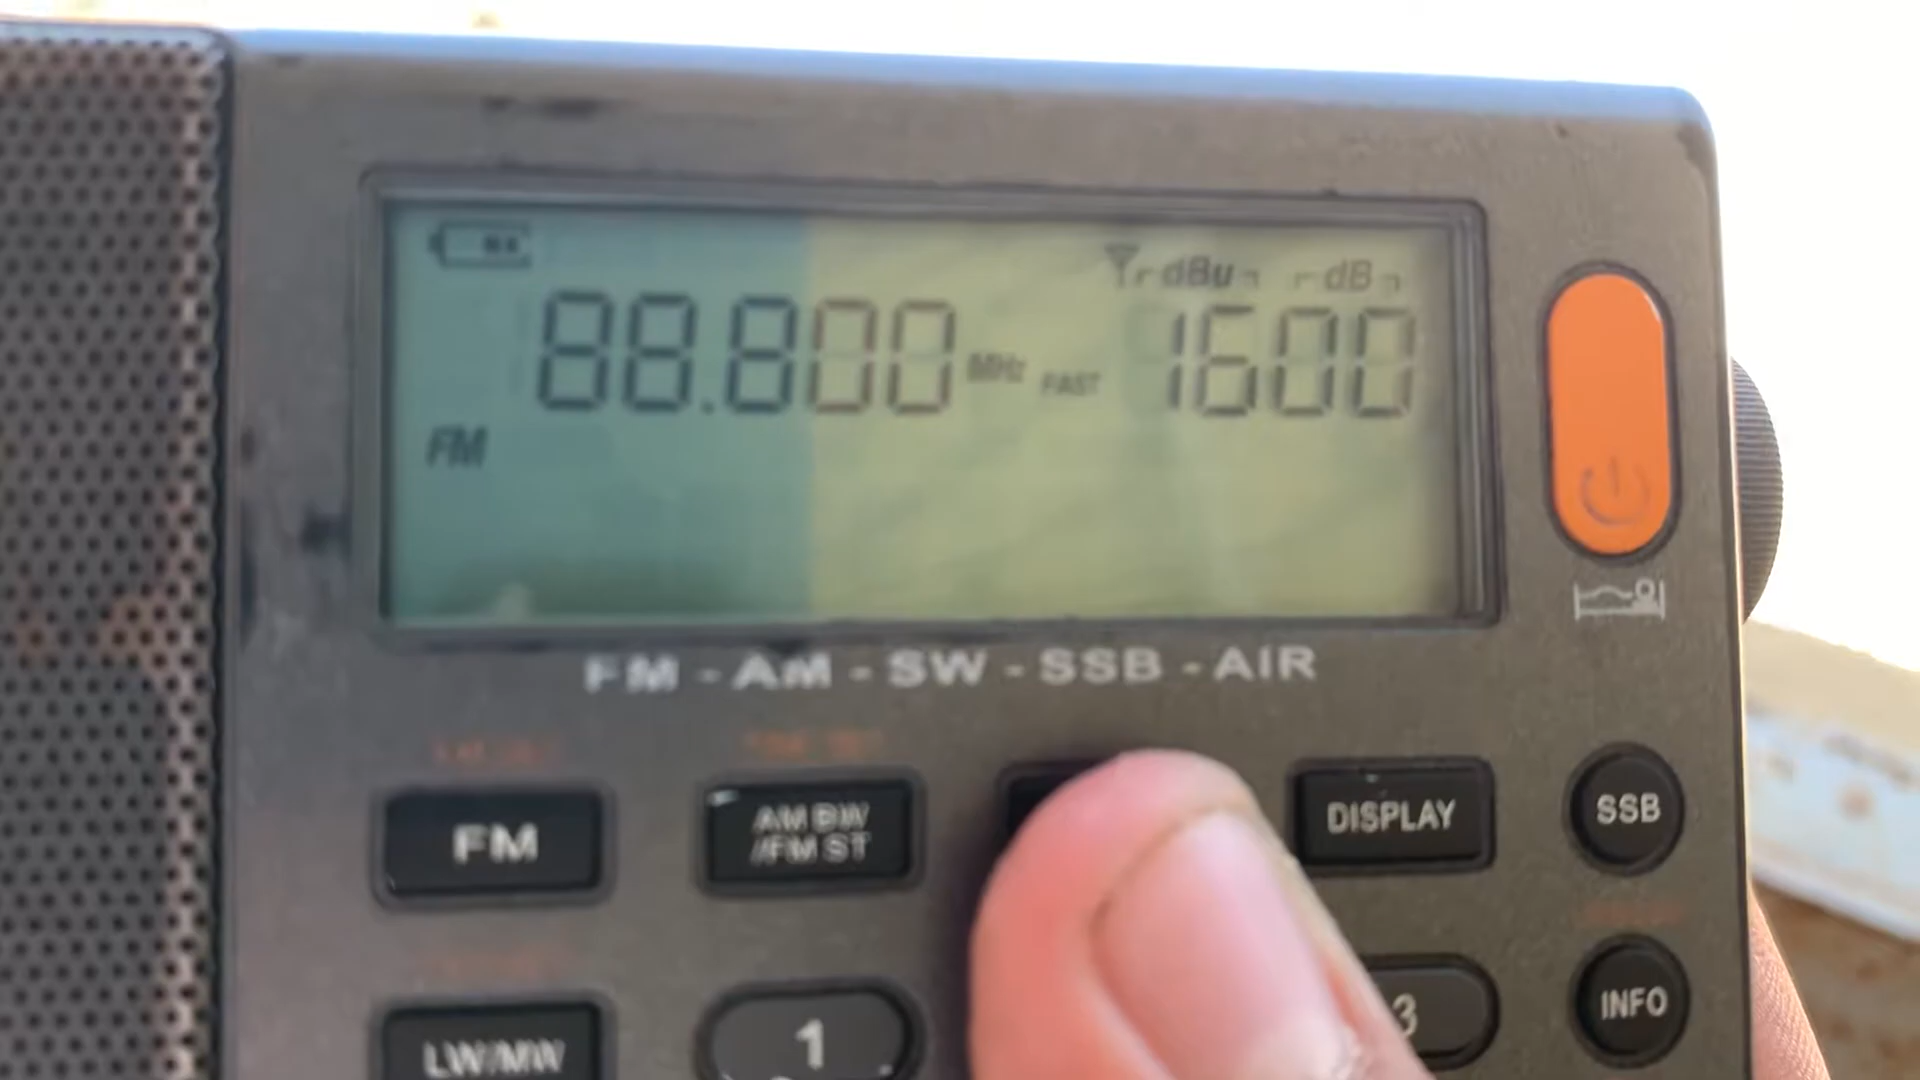 dBu dB
88.800 MHz FAST 1600
FM
FM - AM - SW - SSB - AIR
FM
AM BW
/FM ST
DISPLAY
SSB
LW/MW
1
3
INFO